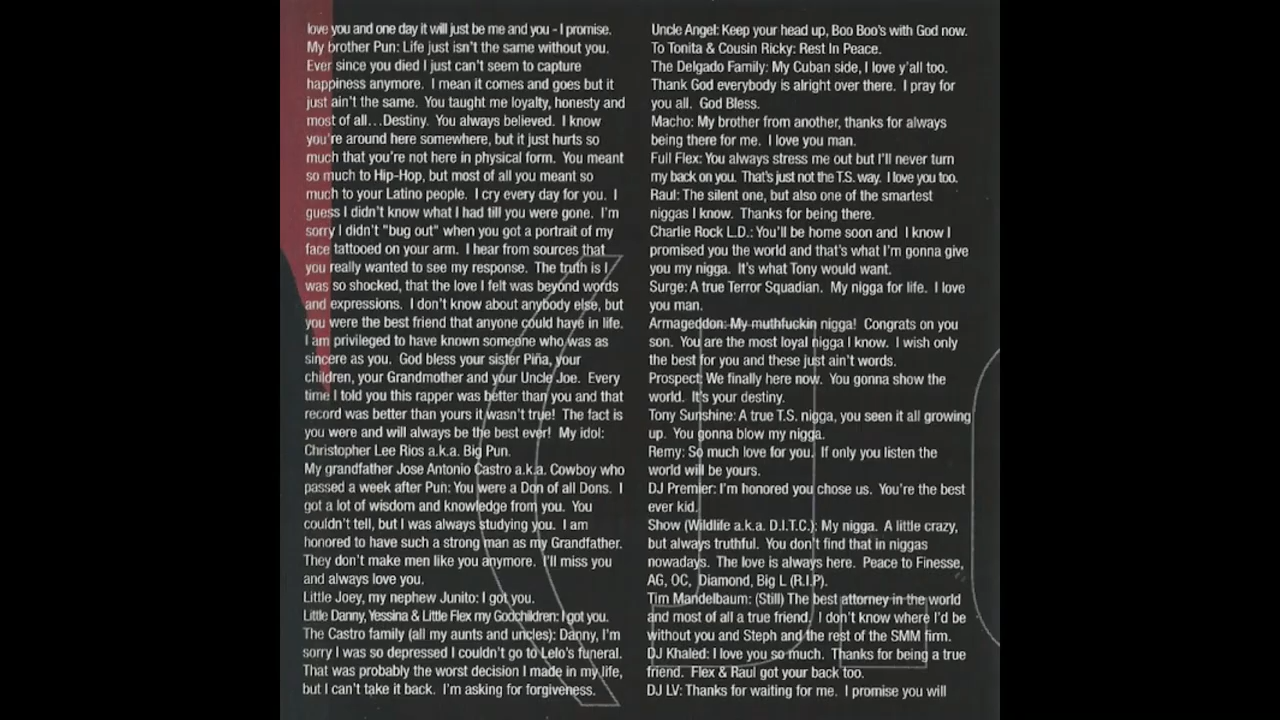 love you and one day it will just be me and you - I promise.
My brother Pun: Life just isn't the same without you.
Ever since you died I just can't seem to capture
happiness anymore. I mean it comes and goes but it
just ain't the same. You taught me loyalty, honesty and
most of all...Destiny. You always believed. I know
you're around here somewhere, but it just hurts so
much that you're not here in physical form. You meant
so much to Hip-Hop, but most of all you meant so
much to your Latino people. I cry every day for you. I
guess I didn't know what I had till you were gone. I'm
sorry I didn't "bug out" when you got a portrait of my
face tattooed on your arm. I hear from sources that
you really wanted to see my response. The truth is I
was so shocked, that the love I felt was beyond words
and expressions. I don't know about anybody else, but
you were the best friend that anyone could have in life.
I am privileged to have known someone who was as
sincere as you. God bless your sister Piña, your
children, your Grandmother and your Uncle Joe. Every
time I told you this rapper was better than you and that
record was better than yours it wasn't true! The fact is
you were and will always be the best ever! My idol:
Christopher Lee Rios a.k.a. Big Pun.
My grandfather Jose Antonio Castro a.k.a. Cowboy who
passed a week after Pun: You were a Don of all Dons. I
got a lot of wisdom and knowledge from you. You
couldn't tell, but I was always studying you. I am
honored to have such a strong man as my Grandfather.
They don't make men like you anymore. I'll miss you
and always love you.
Little Joey, my nephew Junito: I got you.
Little Danny, Yessina & Little Flex my Godchildren: I got you.
The Castro family (all my aunts and uncles): Danny, I'm
sorry I was so depressed I couldn't go to Lelo's funeral.
That was probably the worst decision I made in my life,
but I can't take it back. I'm asking for forgiveness.
Uncle Angel: Keep your head up, Boo Boo's with God now.
To Tonita & Cousin Ricky: Rest In Peace.
The Delgado Family: My Cuban side, I love y'all too.
Thank God everybody is alright over there. I pray for
you all. God Bless.
Macho: My brother from another, thanks for always
being there for me. I love you man.
Full Flex: You always stress me out but I'll never turn
my back on you. That's just not the T.S. way. I love you too.
Raul: The silent one, but also one of the smartest
niggas I know. Thanks for being there.
Charlie Rock L.D.: You'll be home soon and I know I
promised you the world and that's what I'm gonna give
you my nigga. It's what Tony would want.
Surge: A true Terror Squadian. My nigga for life. I love
you man.
Armageddon: My muthfuckin nigga! Congrats on you
son. You are the most loyal nigga I know. I wish only
the best for you and these just ain't words.
Prospect: We finally here now. You gonna show the
world. It's your destiny.
Tony Sunshine: A true T.S. nigga, you seen it all growing
up. You gonna blow my nigga.
Remy: So much love for you. If only you listen the
world will be yours.
DJ Premier: I'm honored you chose us. You're the best
ever kid.
Show (Wildlife a.k.a. D.I.T.C.): My nigga. A little crazy,
but always truthful. You don't find that in niggas
nowadays. The love is always here. Peace to Finesse,
AG, OC, Diamond, Big L (R.I.P).
Tim Mandelbaum: (Still) The best attorney in the world
and most of all a true friend. I don't know where I'd be
without you and Steph and the rest of the SMM firm.
DJ Khaled: I love you so much. Thanks for being a true
friend. Flex & Raul got your back too.
DJ LV: Thanks for waiting for me. I promise you will